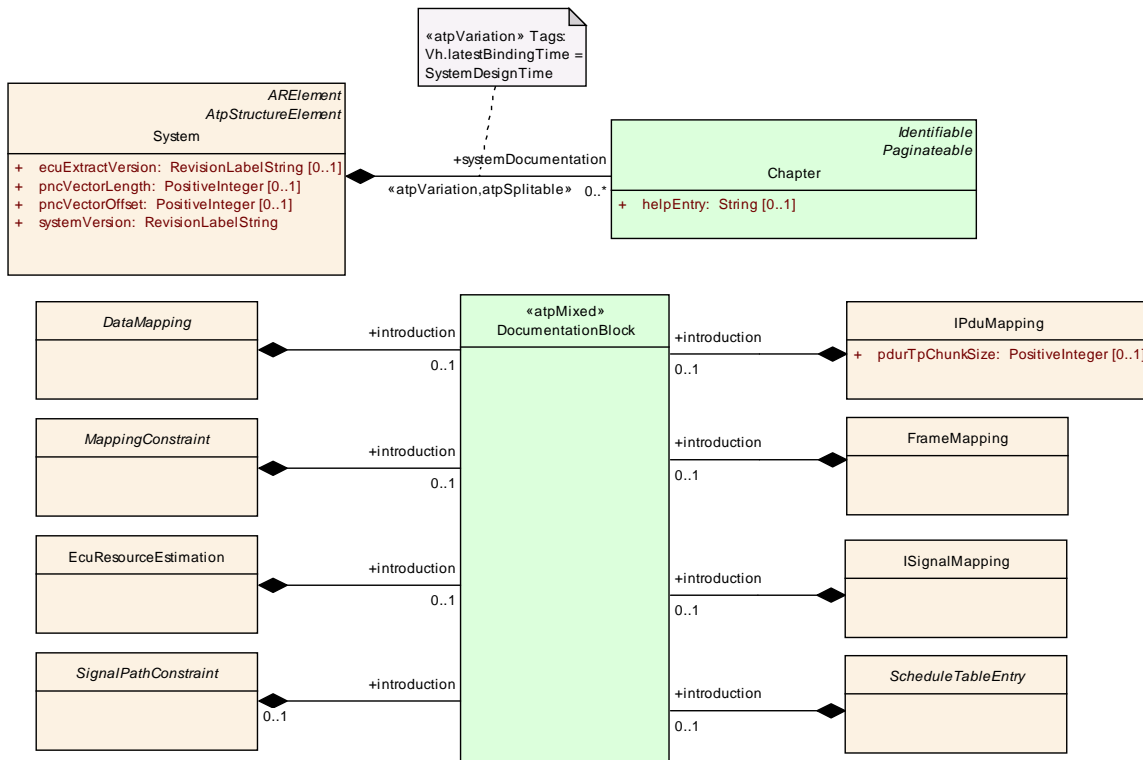 «atpVariation» Tags:
Vh.latestBindingTime =
SystemDesignTime
ARElement
AtpStructureElement
System
+ ecuExtractVersion: RevisionLabelString [0..1]
+ pncVectorLength: PositiveInteger [0..1]
+ pncVectorOffset: PositiveInteger [0..1]
+ systemVersion: RevisionLabelString
+systemDocumentation
«atpVariation,atpSplitable» 0..*
Identifiable
Paginateable
Chapter
+ helpEntry: String [0..1]
DataMapping
+introduction
0..1
«atpMixed»
DocumentationBlock
+introduction
0..1
IPduMapping
+ pdurTpChunkSize: PositiveInteger [0..1]
MappingConstraint
+introduction
0..1
+introduction
0..1
FrameMapping
EcuResourceEstimation
+introduction
0..1
+introduction
0..1
ISignalMapping
SignalPathConstraint
0..1
+introduction
+introduction
0..1
ScheduleTableEntry